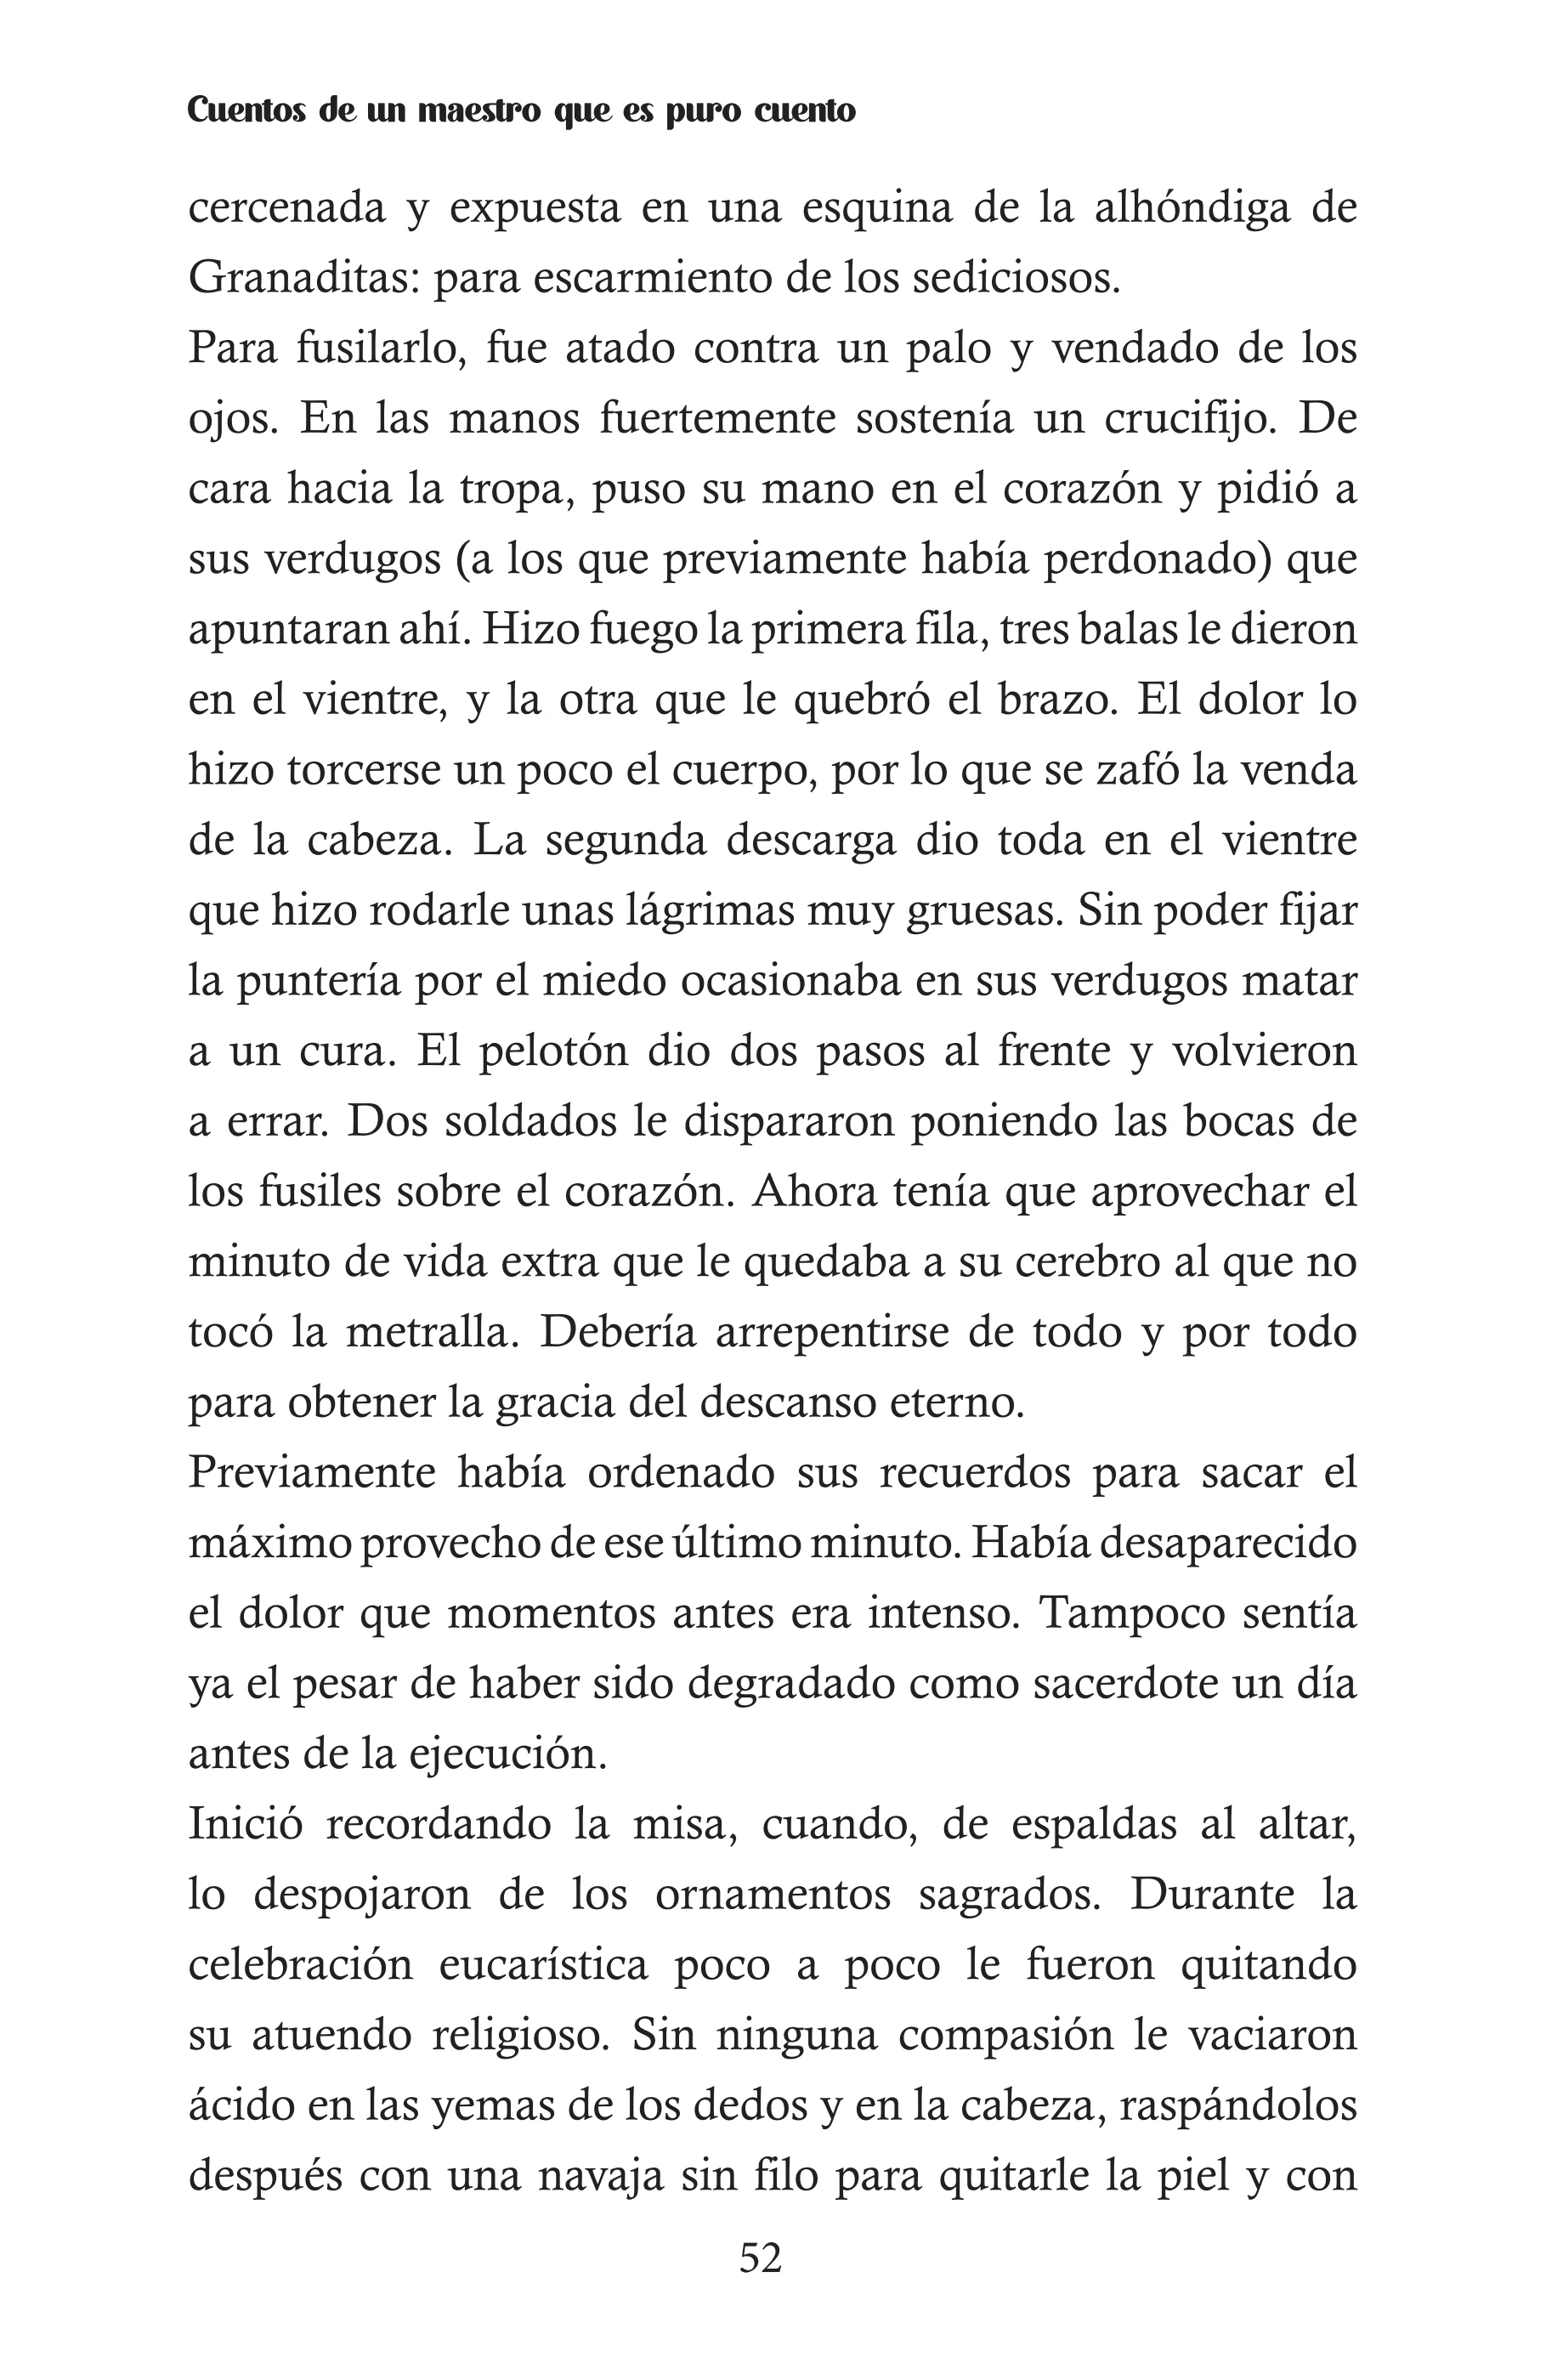 Cuentos de un maestro que es puro cuento
cercenada y expuesta en una esquina de la alhóndiga de
Granaditas: para escarmiento de los sediciosos.
Para fusilarlo, fue atado contra un palo y vendado de los
ojos. En las manos fuertemente sostenía un crucifijo. De
cara hacia la tropa, puso su mano en el corazón y pidió a
sus verdugos (a los que previamente había perdonado) que
apuntaran ahí. Hizo fuego la primera fila, tres balas le dieron
en el vientre, y la otra que le quebró el brazo. El dolor lo
hizo torcerse un poco el cuerpo, por lo que se zafó la venda
de la cabeza. La segunda descarga dio toda en el vientre
que hizo rodarle unas lágrimas muy gruesas. Sin poder fijar
la puntería por el miedo ocasionaba en sus verdugos matar
a un cura. El pelotón dio dos pasos al frente y volvieron
a errar. Dos soldados le dispararon poniendo las bocas de
los fusiles sobre el corazón. Ahora tenía que aprovechar el
minuto de vida extra que le quedaba a su cerebro al que no
tocó la metralla. Debería arrepentirse de todo y por todo
para obtener la gracia del descanso eterno.
Previamente había ordenado sus recuerdos para sacar el
máximo provecho de ese último minuto. Había desaparecido
el dolor que momentos antes era intenso. Tampoco sentía
ya el pesar de haber sido degradado como sacerdote un día
antes de la ejecución.
Inició recordando la misa, cuando, de espaldas al altar,
lo despojaron de los ornamentos sagrados. Durante la
celebración eucarística poco a poco le fueron quitando
su atuendo religioso. Sin ninguna compasión le vaciaron
ácido en las yemas de los dedos y en la cabeza, raspándolos
después con una navaja sin filo para quitarle la piel y con
52